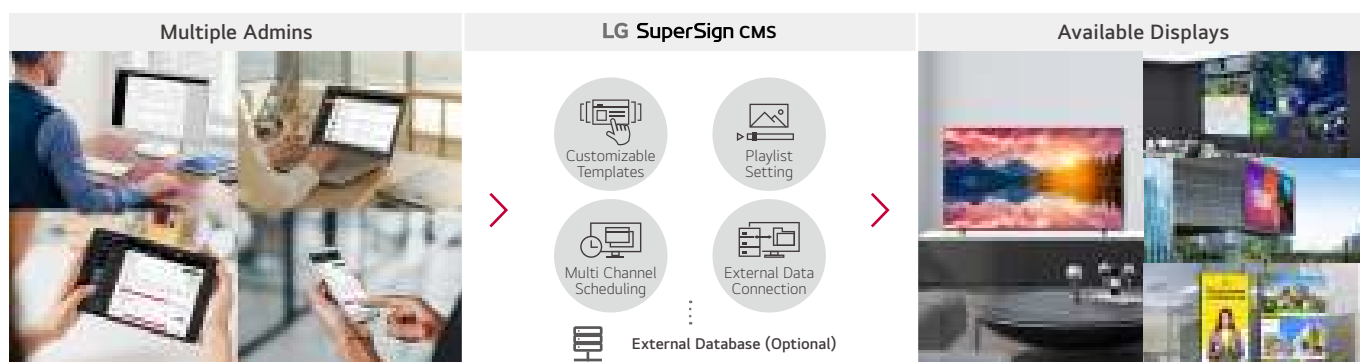 Multiple Admins
LG SuperSign CMS
Available Displays
Customizable
Templates
Playlist
Setting
Multi Channel
Scheduling
External Data
Connection
External Database (Optional)